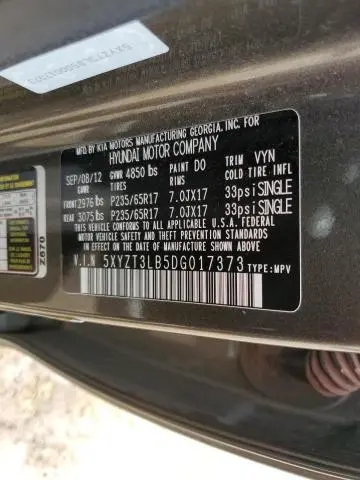 5XYZT3LB5DG017373
MFD. BY KIA MOTORS MANUFACTURING GEORGIA, INC. FOR
HYUNDAI MOTOR COMPANY
SEP/08/12 GVWR 4850 lbs PAINT DO TRIM VYN
GAWR TIRES RIMS COLD TIRE INFL
FRONT 2976 lbs P235/65R17 7.0JX17 33psi SINGLE
REAR 3075 lbs P235/65R17 7.0JX17 33psi SINGLE
THIS VEHICLE CONFORMS TO ALL APPLICABLE U.S.A. FEDERAL
MOTOR VEHICLE SAFETY AND THEFT PREVENTION STANDARDS
IN EFFECT ON THE DATE OF MANUFACTURE SHOWN ABOVE.
V.I.N 5XYZT3LB5DG017373 TYPE:MPV
0Z9Z0